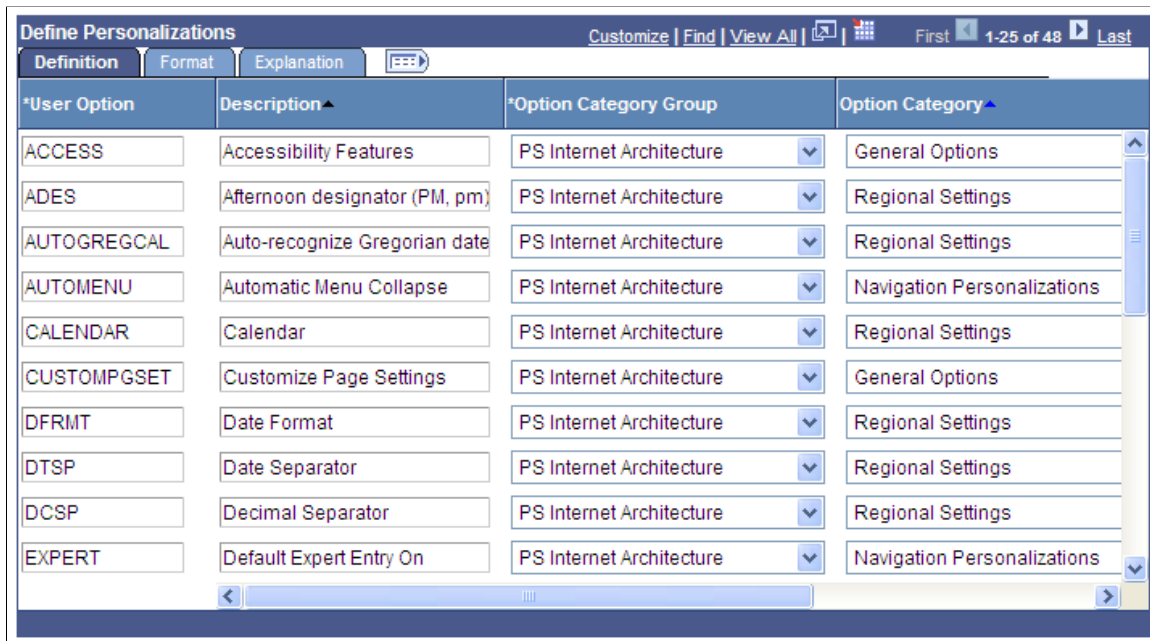 Define Personalizations Customize | Find | View All | | First 1-25 of 48 Last
Definition Format Explanation
*User Option Description *Option Category Group Option Category
ACCESS Accessibility Features PS Internet Architecture General Options
ADES Afternoon designator (PM, pm) PS Internet Architecture Regional Settings
AUTOGREGCAL Auto-recognize Gregorian date PS Internet Architecture Regional Settings
AUTOMENU Automatic Menu Collapse PS Internet Architecture Navigation Personalizations
CALENDAR Calendar PS Internet Architecture Regional Settings
CUSTOMPGSET Customize Page Settings PS Internet Architecture General Options
DFRMT Date Format PS Internet Architecture Regional Settings
DTSP Date Separator PS Internet Architecture Regional Settings
DCSP Decimal Separator PS Internet Architecture Regional Settings
EXPERT Default Expert Entry On PS Internet Architecture Navigation Personalizations